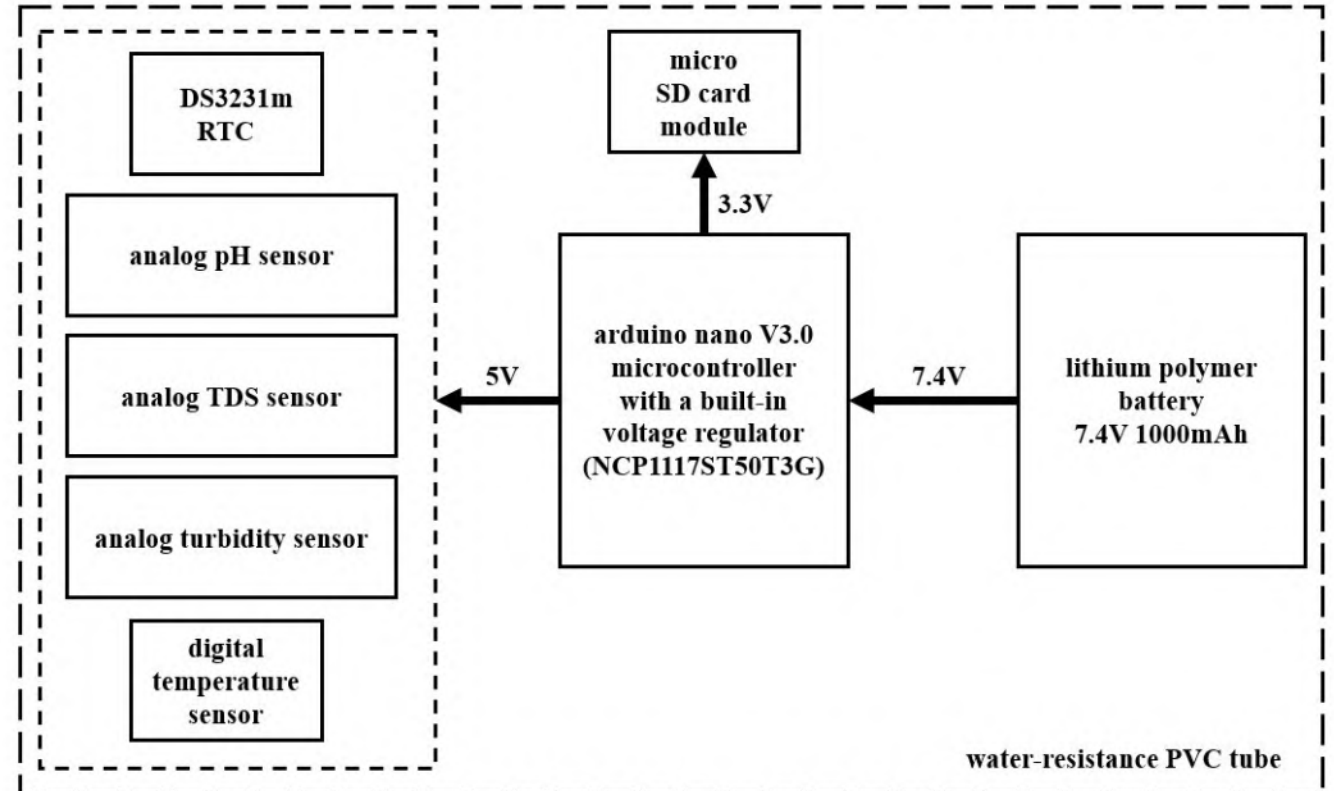 DS3231m
RTC
analog pH sensor
analog TDS sensor
analog turbidity sensor
digital
temperature
sensor
5V
micro
SD card
module
3.3V
arduino nano V3.0
microcontroller
with a built-in
voltage regulator
(NCP1117ST50T3G)
7.4V
lithium polymer
battery
7.4V 1000mAh
water-resistance PVC tube